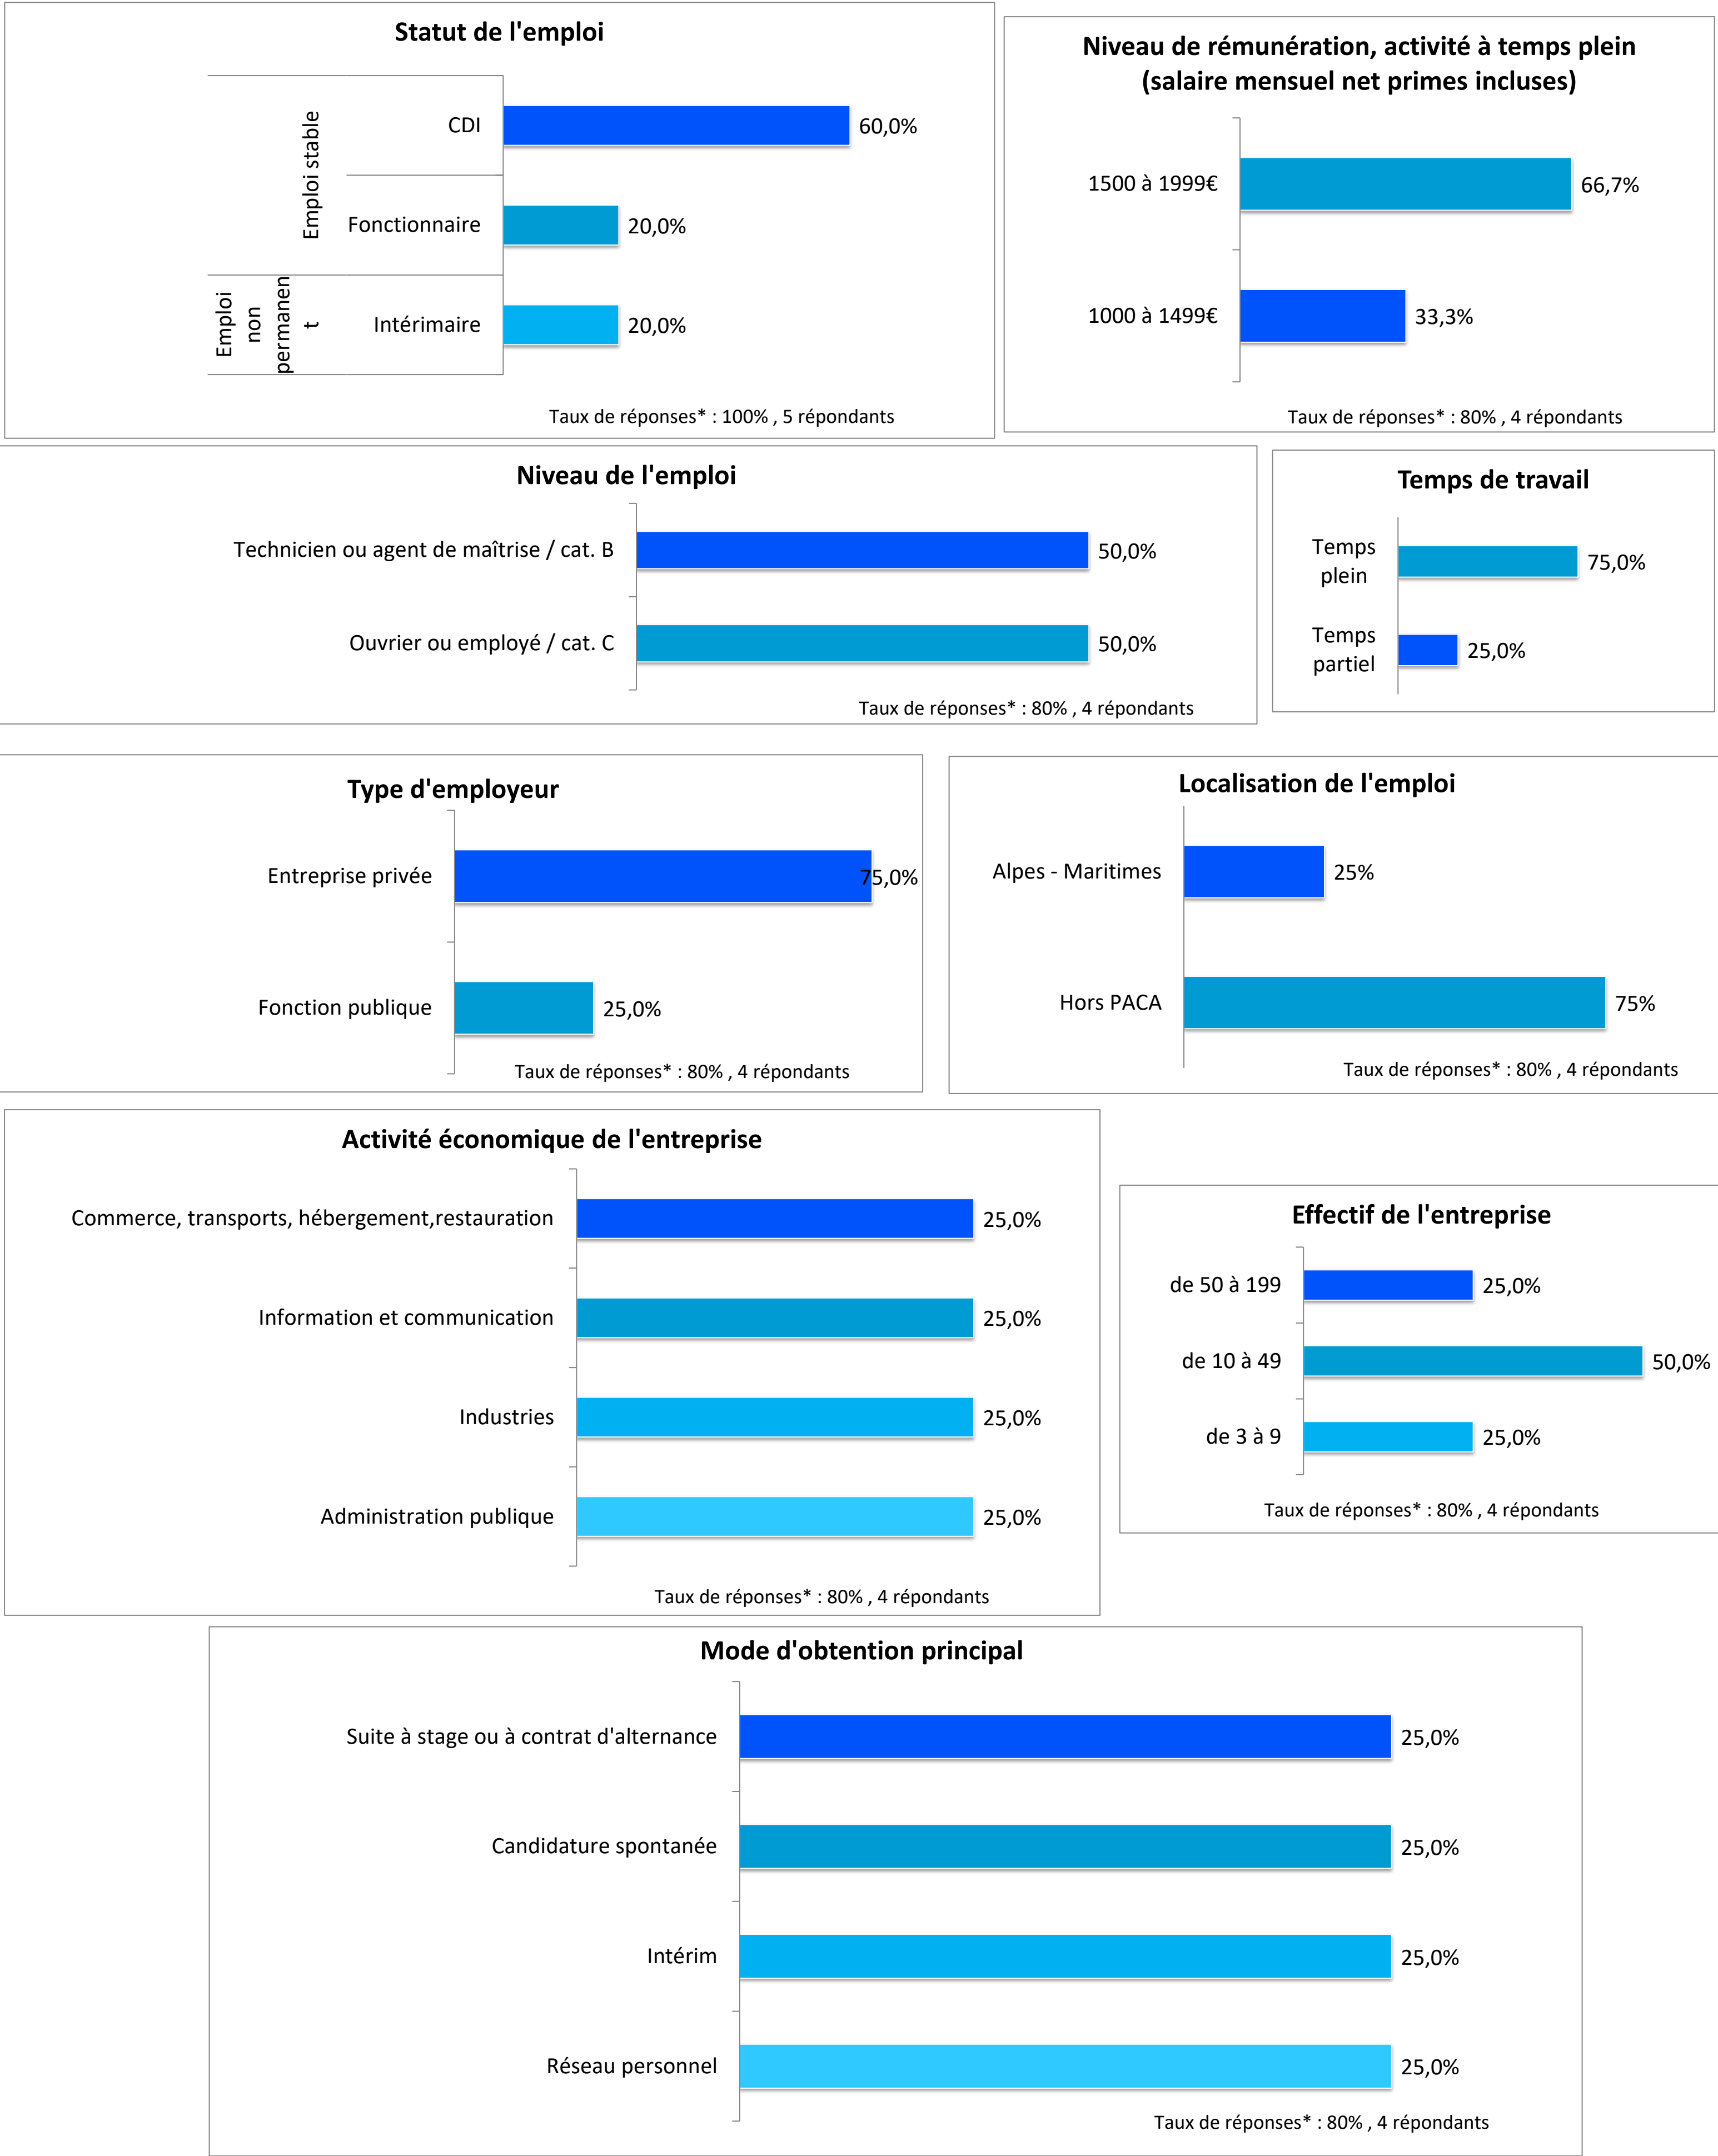 Statut de l'emploi
Emploi stable
CDI
60,0%
Fonctionnaire
20,0%
Emploi
non
permanen
t
Intérimaire
20,0%
Taux de réponses* : 100% , 5 répondants
Niveau de rémunération, activité à temps plein
(salaire mensuel net primes incluses)
1500 à 1999€
66,7%
1000 à 1499€
33,3%
Taux de réponses* : 80% , 4 répondants
Niveau de l'emploi
Technicien ou agent de maîtrise / cat. B
50,0%
Ouvrier ou employé / cat. C
50,0%
Taux de réponses* : 80% , 4 répondants
Temps de travail
Temps
plein
75,0%
Temps
partiel
25,0%
Type d'employeur
Entreprise privée
75,0%
Fonction publique
25,0%
Taux de réponses* : 80% , 4 répondants
Localisation de l'emploi
Alpes - Maritimes
25%
Hors PACA
75%
Taux de réponses* : 80% , 4 répondants
Activité économique de l'entreprise
Commerce, transports, hébergement,restauration
25,0%
Information et communication
25,0%
Industries
25,0%
Administration publique
25,0%
Taux de réponses* : 80% , 4 répondants
Effectif de l'entreprise
de 50 à 199
25,0%
de 10 à 49
50,0%
de 3 à 9
25,0%
Taux de réponses* : 80% , 4 répondants
Mode d'obtention principal
Suite à stage ou à contrat d'alternance
25,0%
Candidature spontanée
25,0%
Intérim
25,0%
Réseau personnel
25,0%
Taux de réponses* : 80% , 4 répondants